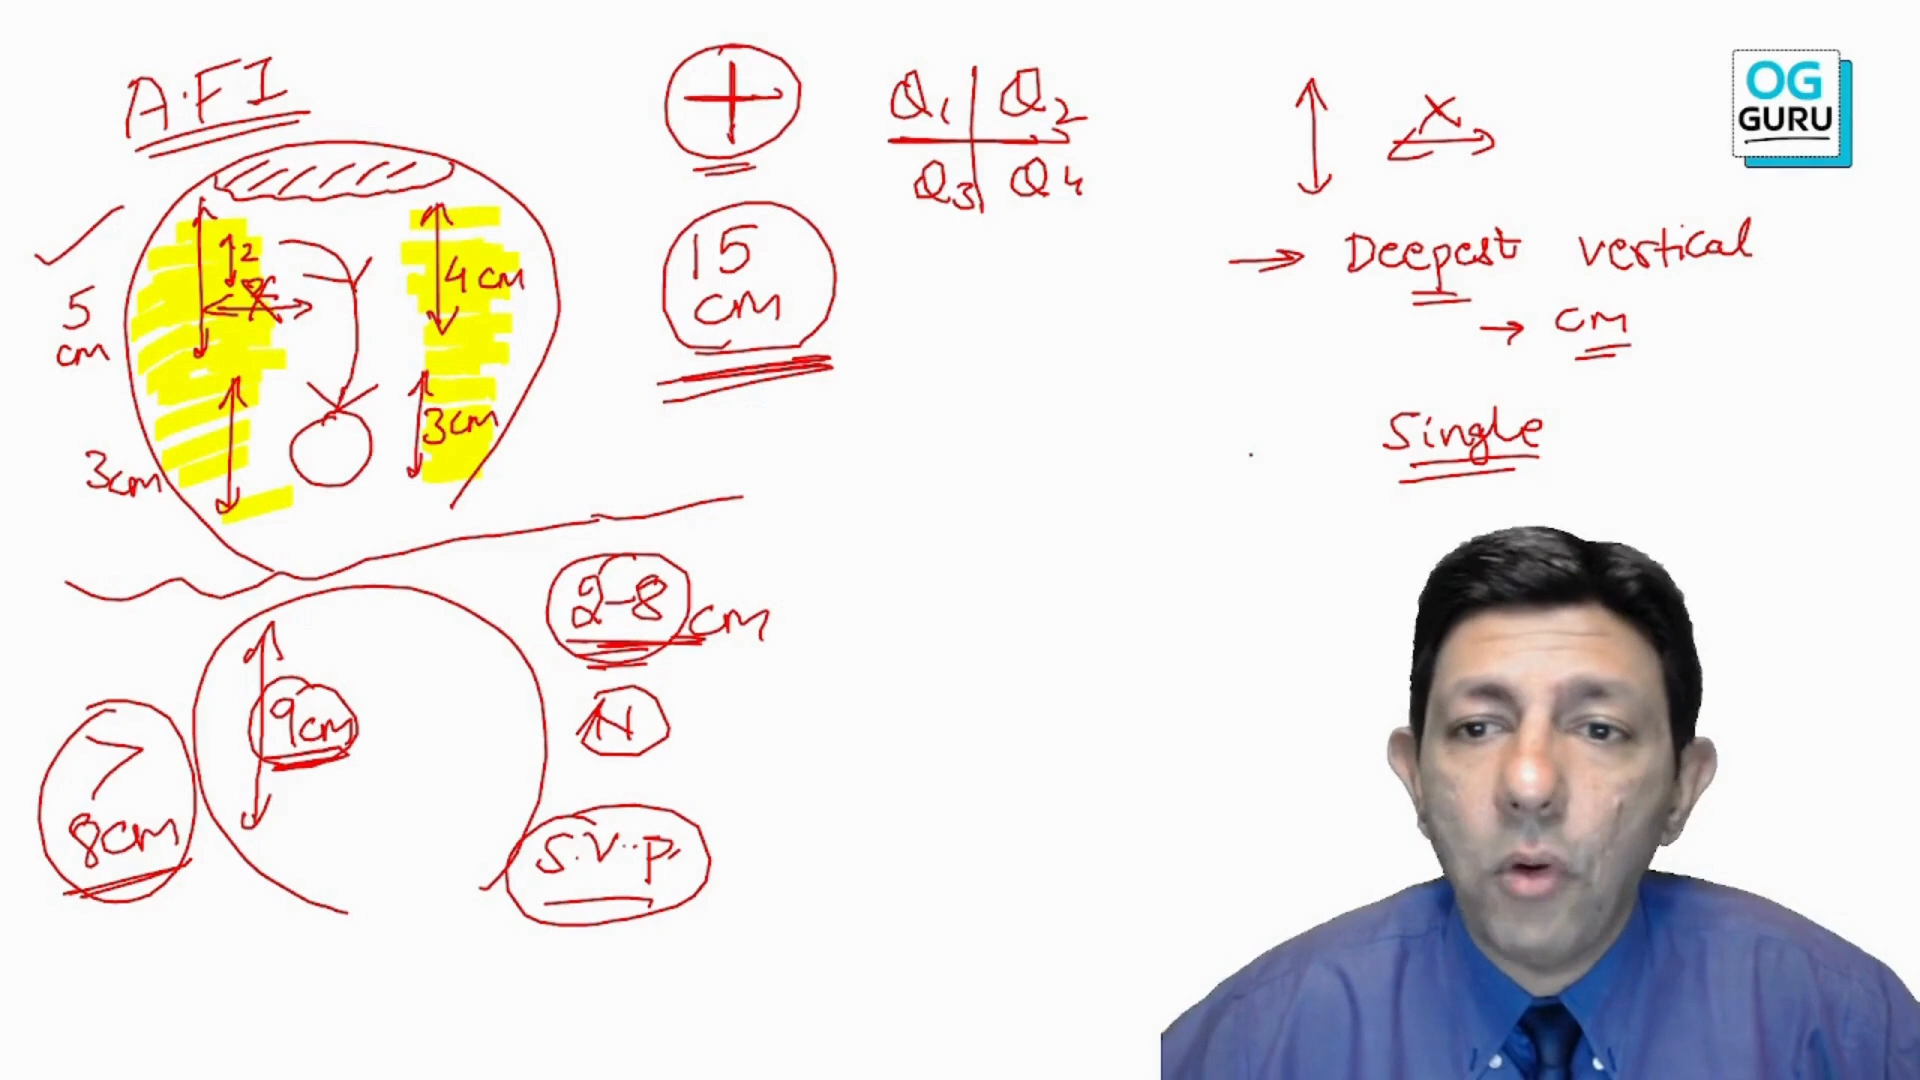 A.F.I
Q1 Q2
Q3 Q4
X
OG
GURU
5
cm
2
4 cm
3cm
3cm
15
cm
→ Deepest vertical
→ cm
Single
2-8 cm
N
S.V.P.
9cm
>
8cm